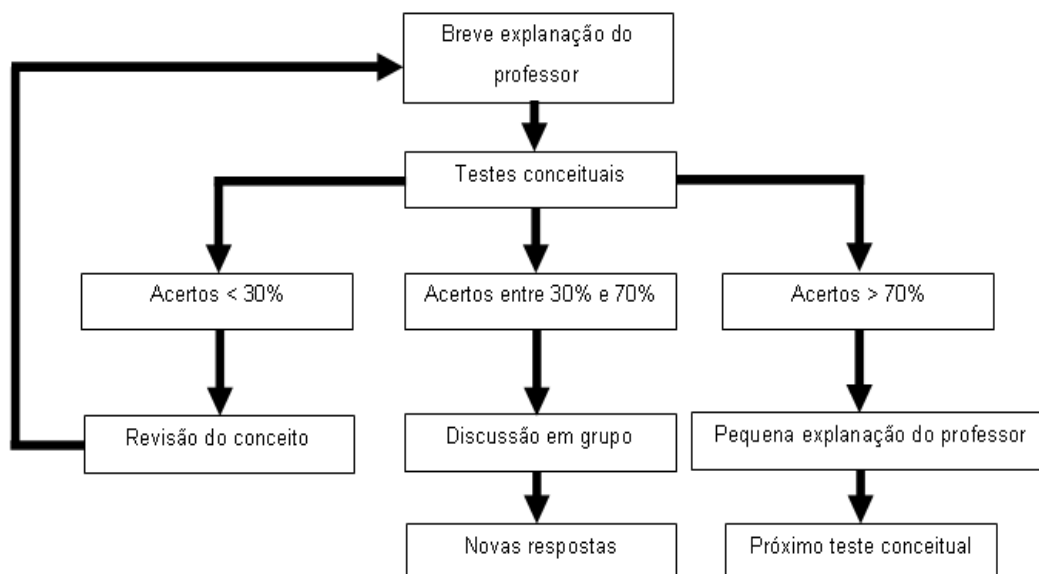 Breve explanação do
professor
Testes conceituais
Acertos < 30%
Acertos entre 30% e 70%
Acertos > 70%
Revisão do conceito
Discussão em grupo
Pequena explanação do professor
Novas respostas
Próximo teste conceitual